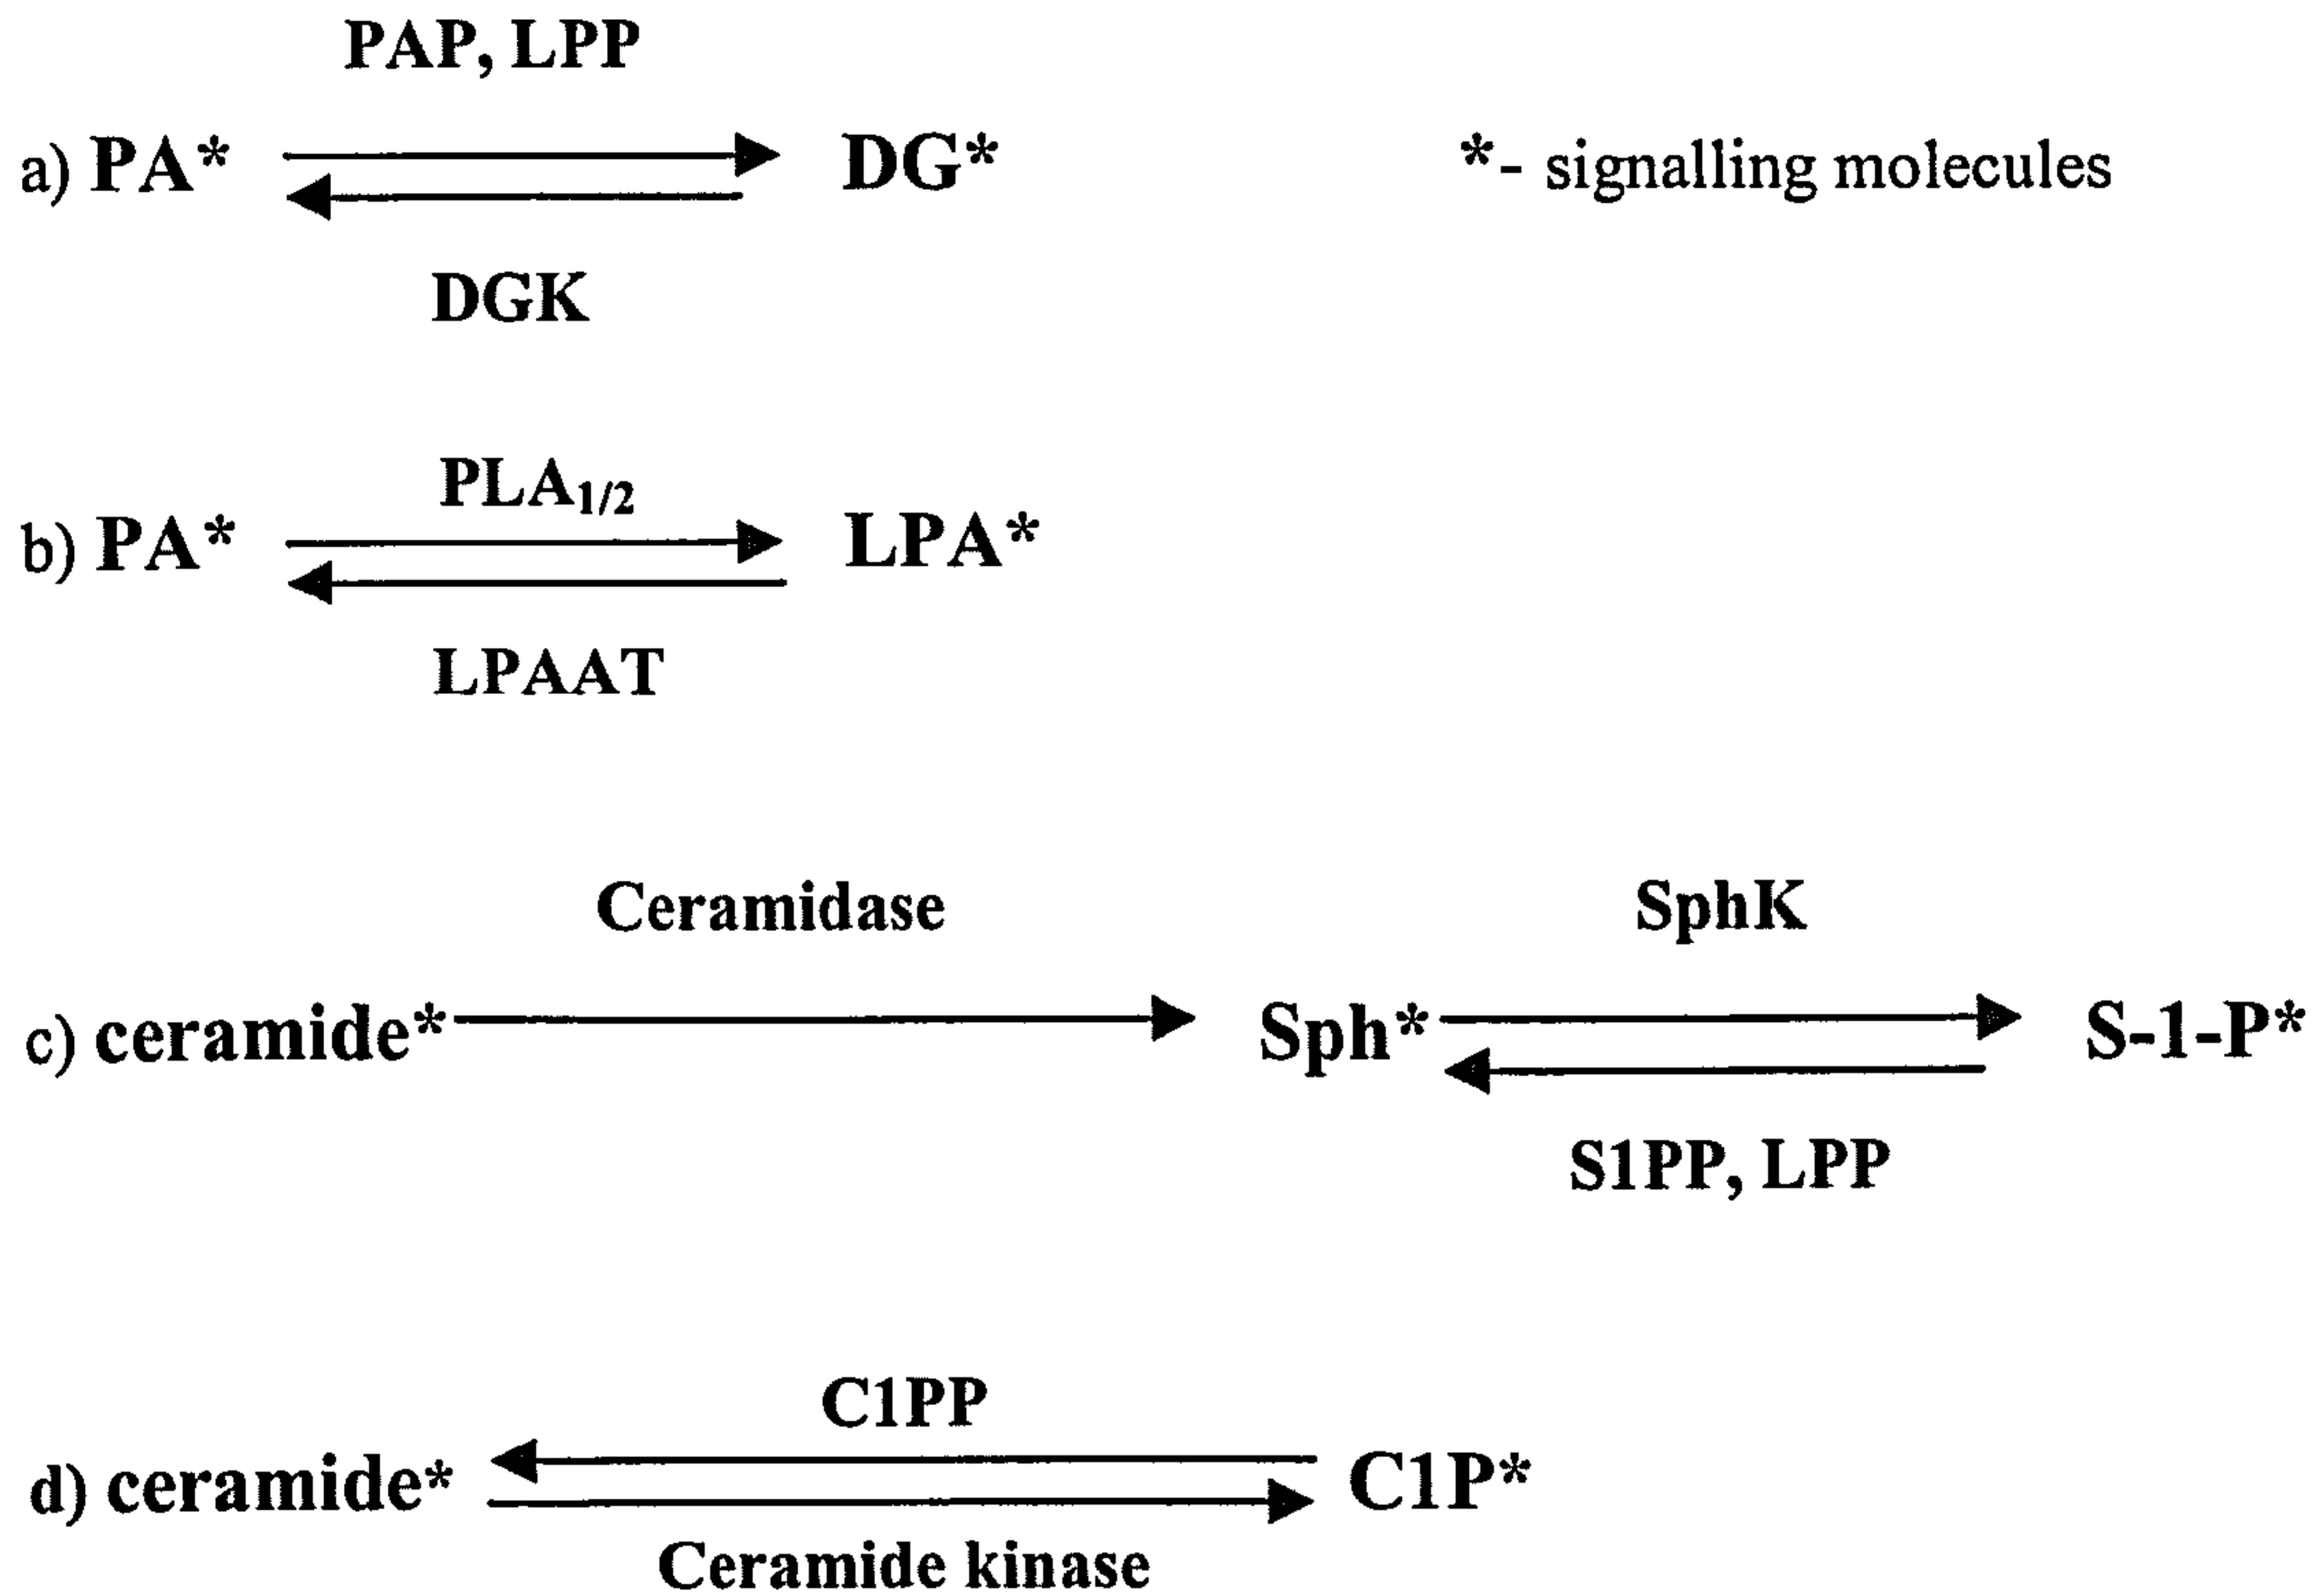 PAP, LPP
a) PA* DG* *- signalling molecules
DGK
PLA1/2
b) PA* LPA*
LPAAT
Ceramidase SphK
c) ceramide* Sph* S-1-P*
S1PP, LPP
C1PP
d) ceramide* C1P*
Ceramide kinase